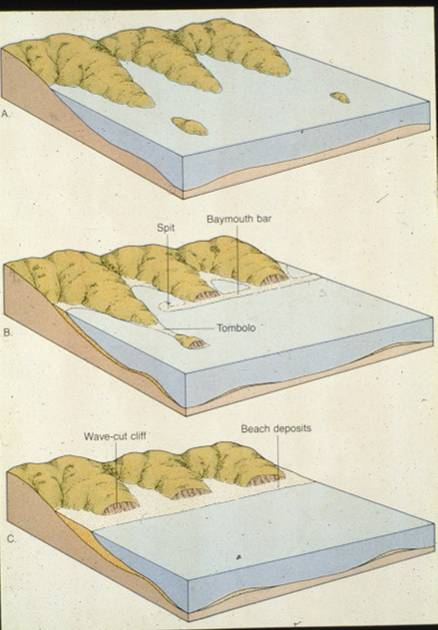 A.
Spit
Baymouth bar
Tombolo
B.
Wave-cut cliff
Beach deposits
C.